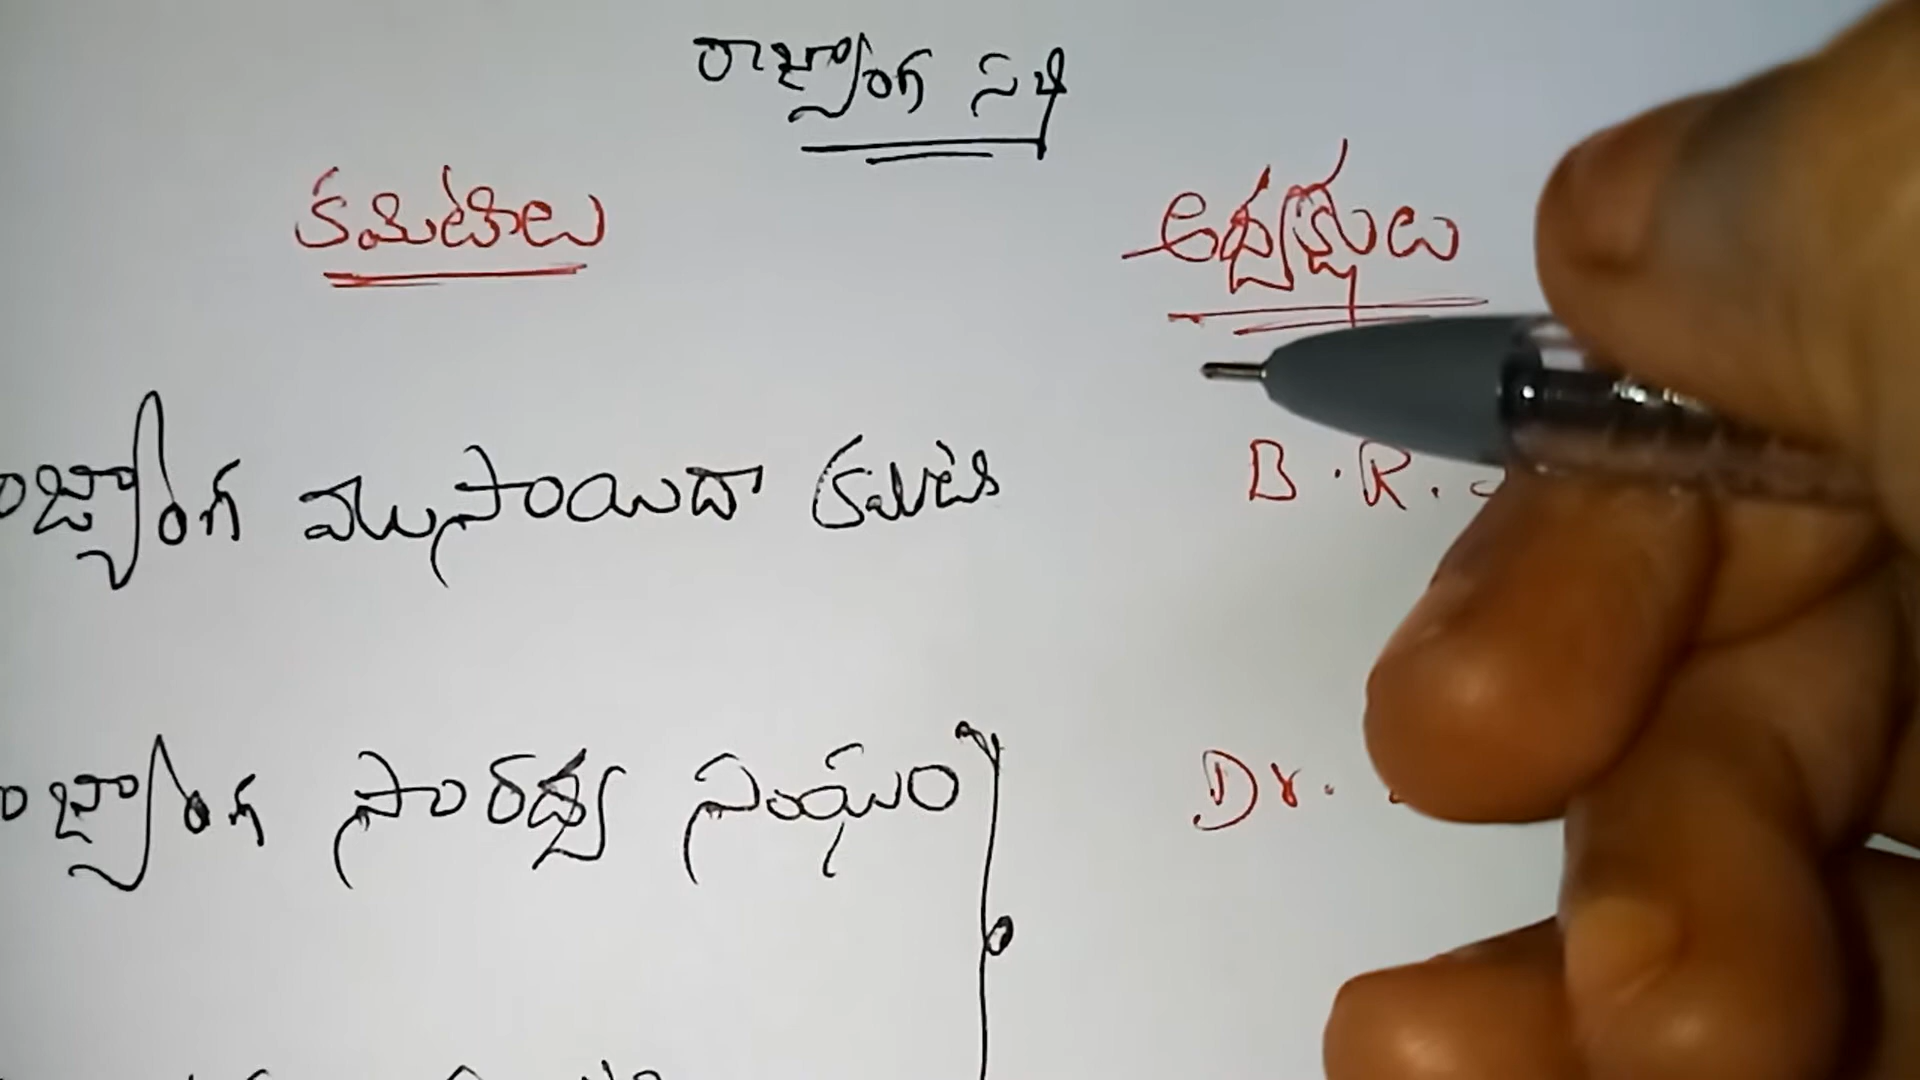 రాజ్యాంగ సభ
కమిటీలు అధ్యక్షులు
రాజ్యాంగ ముసాయిదా కమిటీ B.R.
రాజ్యాంగ సారథ్య సంఘం Dr.